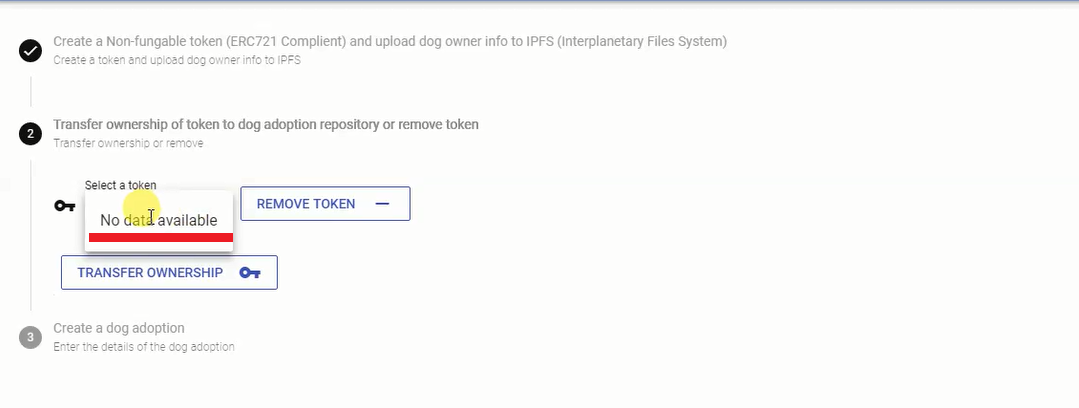 Create a Non-fungable token (ERC721 Complient) and upload dog owner info to IPFS (Interplanetary Files System)
Create a token and upload dog owner info to IPFS
2
Transfer ownership of token to dog adoption repository or remove token
Transfer ownership or remove
Select a token
No data available
REMOVE TOKEN
TRANSFER OWNERSHIP
3
Create a dog adoption
Enter the details of the dog adoption